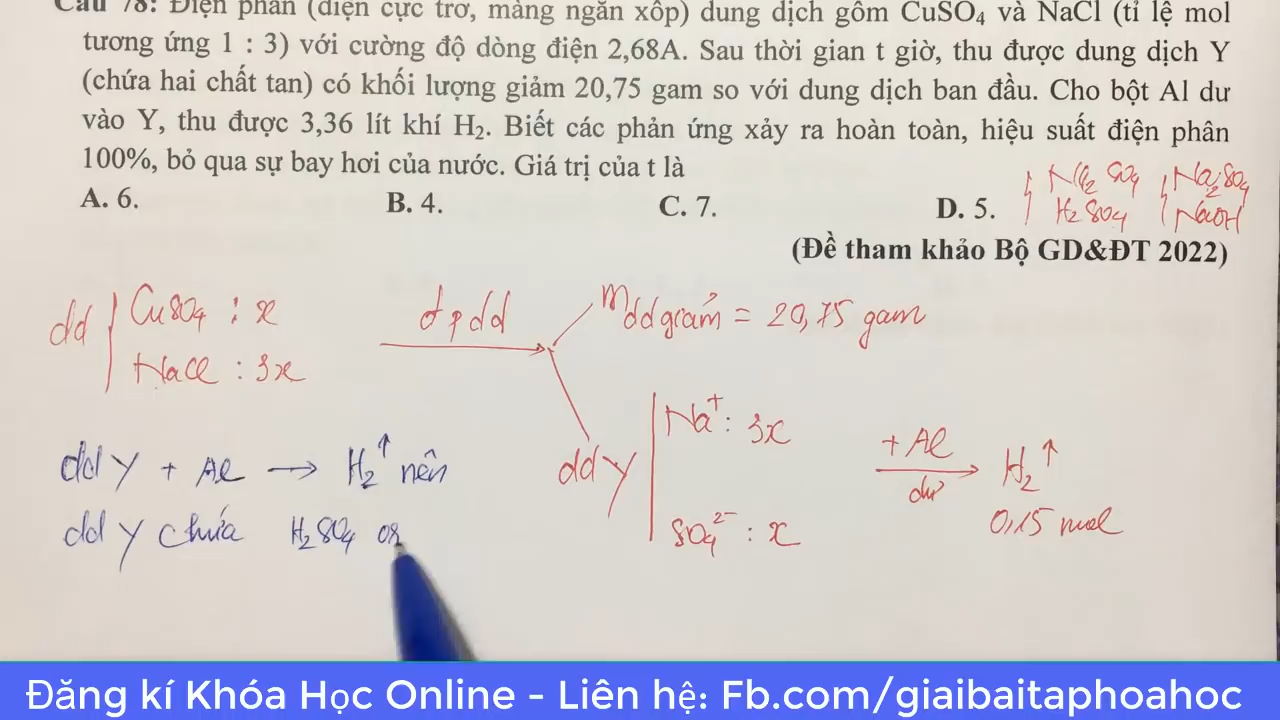 Câu 78: Điện phân (điện cực trơ, màng ngăn xốp) dung dịch gồm CuSO₄ và NaCl (tỉ lệ mol
tương ứng 1 : 3) với cường độ dòng điện 2,68A. Sau thời gian t giờ, thu được dung dịch Y
(chứa hai chất tan) có khối lượng giảm 20,75 gam so với dung dịch ban đầu. Cho bột Al dư
vào Y, thu được 3,36 lít khí H₂. Biết các phản ứng xảy ra hoàn toàn, hiệu suất điện phân
100%, bỏ qua sự bay hơi của nước. Giá trị của t là
A. 6. B. 4. C. 7. D. 5.
Na₂SO₄ Na₂SO₄
H₂SO₄ NaOH
(Đề tham khảo Bộ GD&ĐT 2022)
dd CuSO₄ : x
NaCl : 3x
đpdd
mddgiảm = 20,75 gam
dd Y Na⁺ : 3x
SO₄²⁻ : x
+ Al dư
H₂↑
0,15 mol
dd Y + Al → H₂↑ nên
dd Y chứa H₂SO₄
Đăng kí Khóa Học Online - Liên hệ: Fb.com/giaibaitaphoahoc